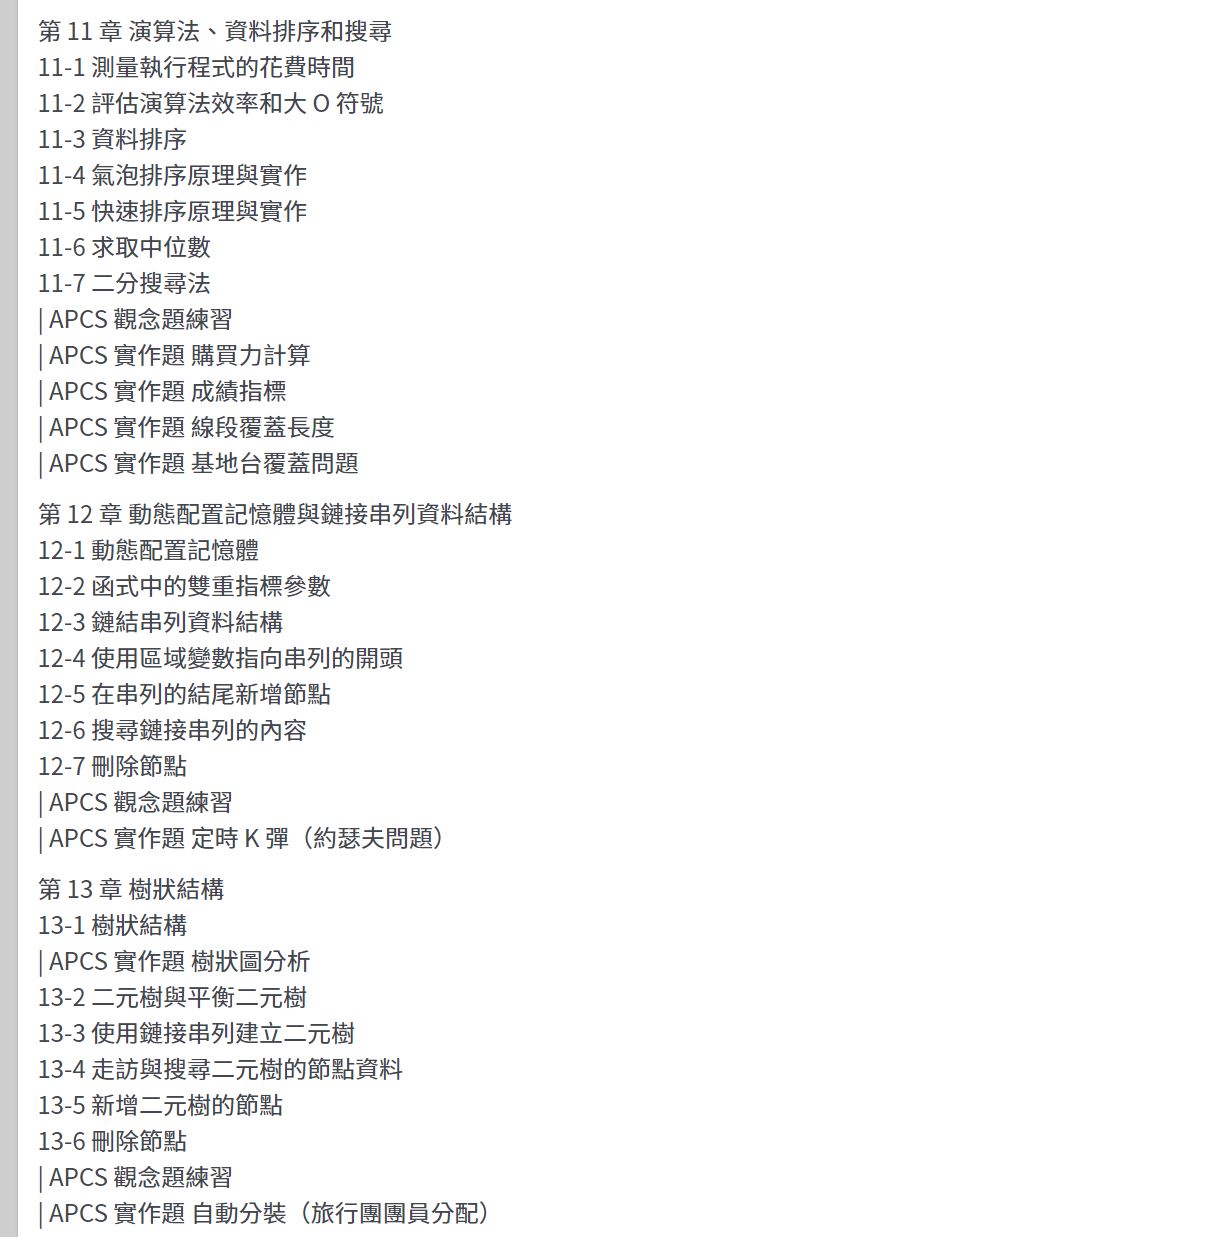 第 11 章 演算法、資料排序和搜尋
11-1 測量執行程式的花費時間
11-2 評估演算法效率和大 O 符號
11-3 資料排序
11-4 氣泡排序原理與實作
11-5 快速排序原理與實作
11-6 求取中位數
11-7 二分搜尋法
| APCS 觀念題練習
| APCS 實作題 購買力計算
| APCS 實作題 成績指標
| APCS 實作題 線段覆蓋長度
| APCS 實作題 基地台覆蓋問題
第 12 章 動態配置記憶體與鏈接串列資料結構
12-1 動態配置記憶體
12-2 函式中的雙重指標參數
12-3 鏈結串列資料結構
12-4 使用區域變數指向串列的開頭
12-5 在串列的結尾新增節點
12-6 搜尋鏈接串列的內容
12-7 刪除節點
| APCS 觀念題練習
| APCS 實作題 定時 K 彈（約瑟夫問題）
第 13 章 樹狀結構
13-1 樹狀結構
| APCS 實作題 樹狀圖分析
13-2 二元樹與平衡二元樹
13-3 使用鏈接串列建立二元樹
13-4 走訪與搜尋二元樹的節點資料
13-5 新增二元樹的節點
13-6 刪除節點
| APCS 觀念題練習
| APCS 實作題 自動分裝（旅行團團員分配）